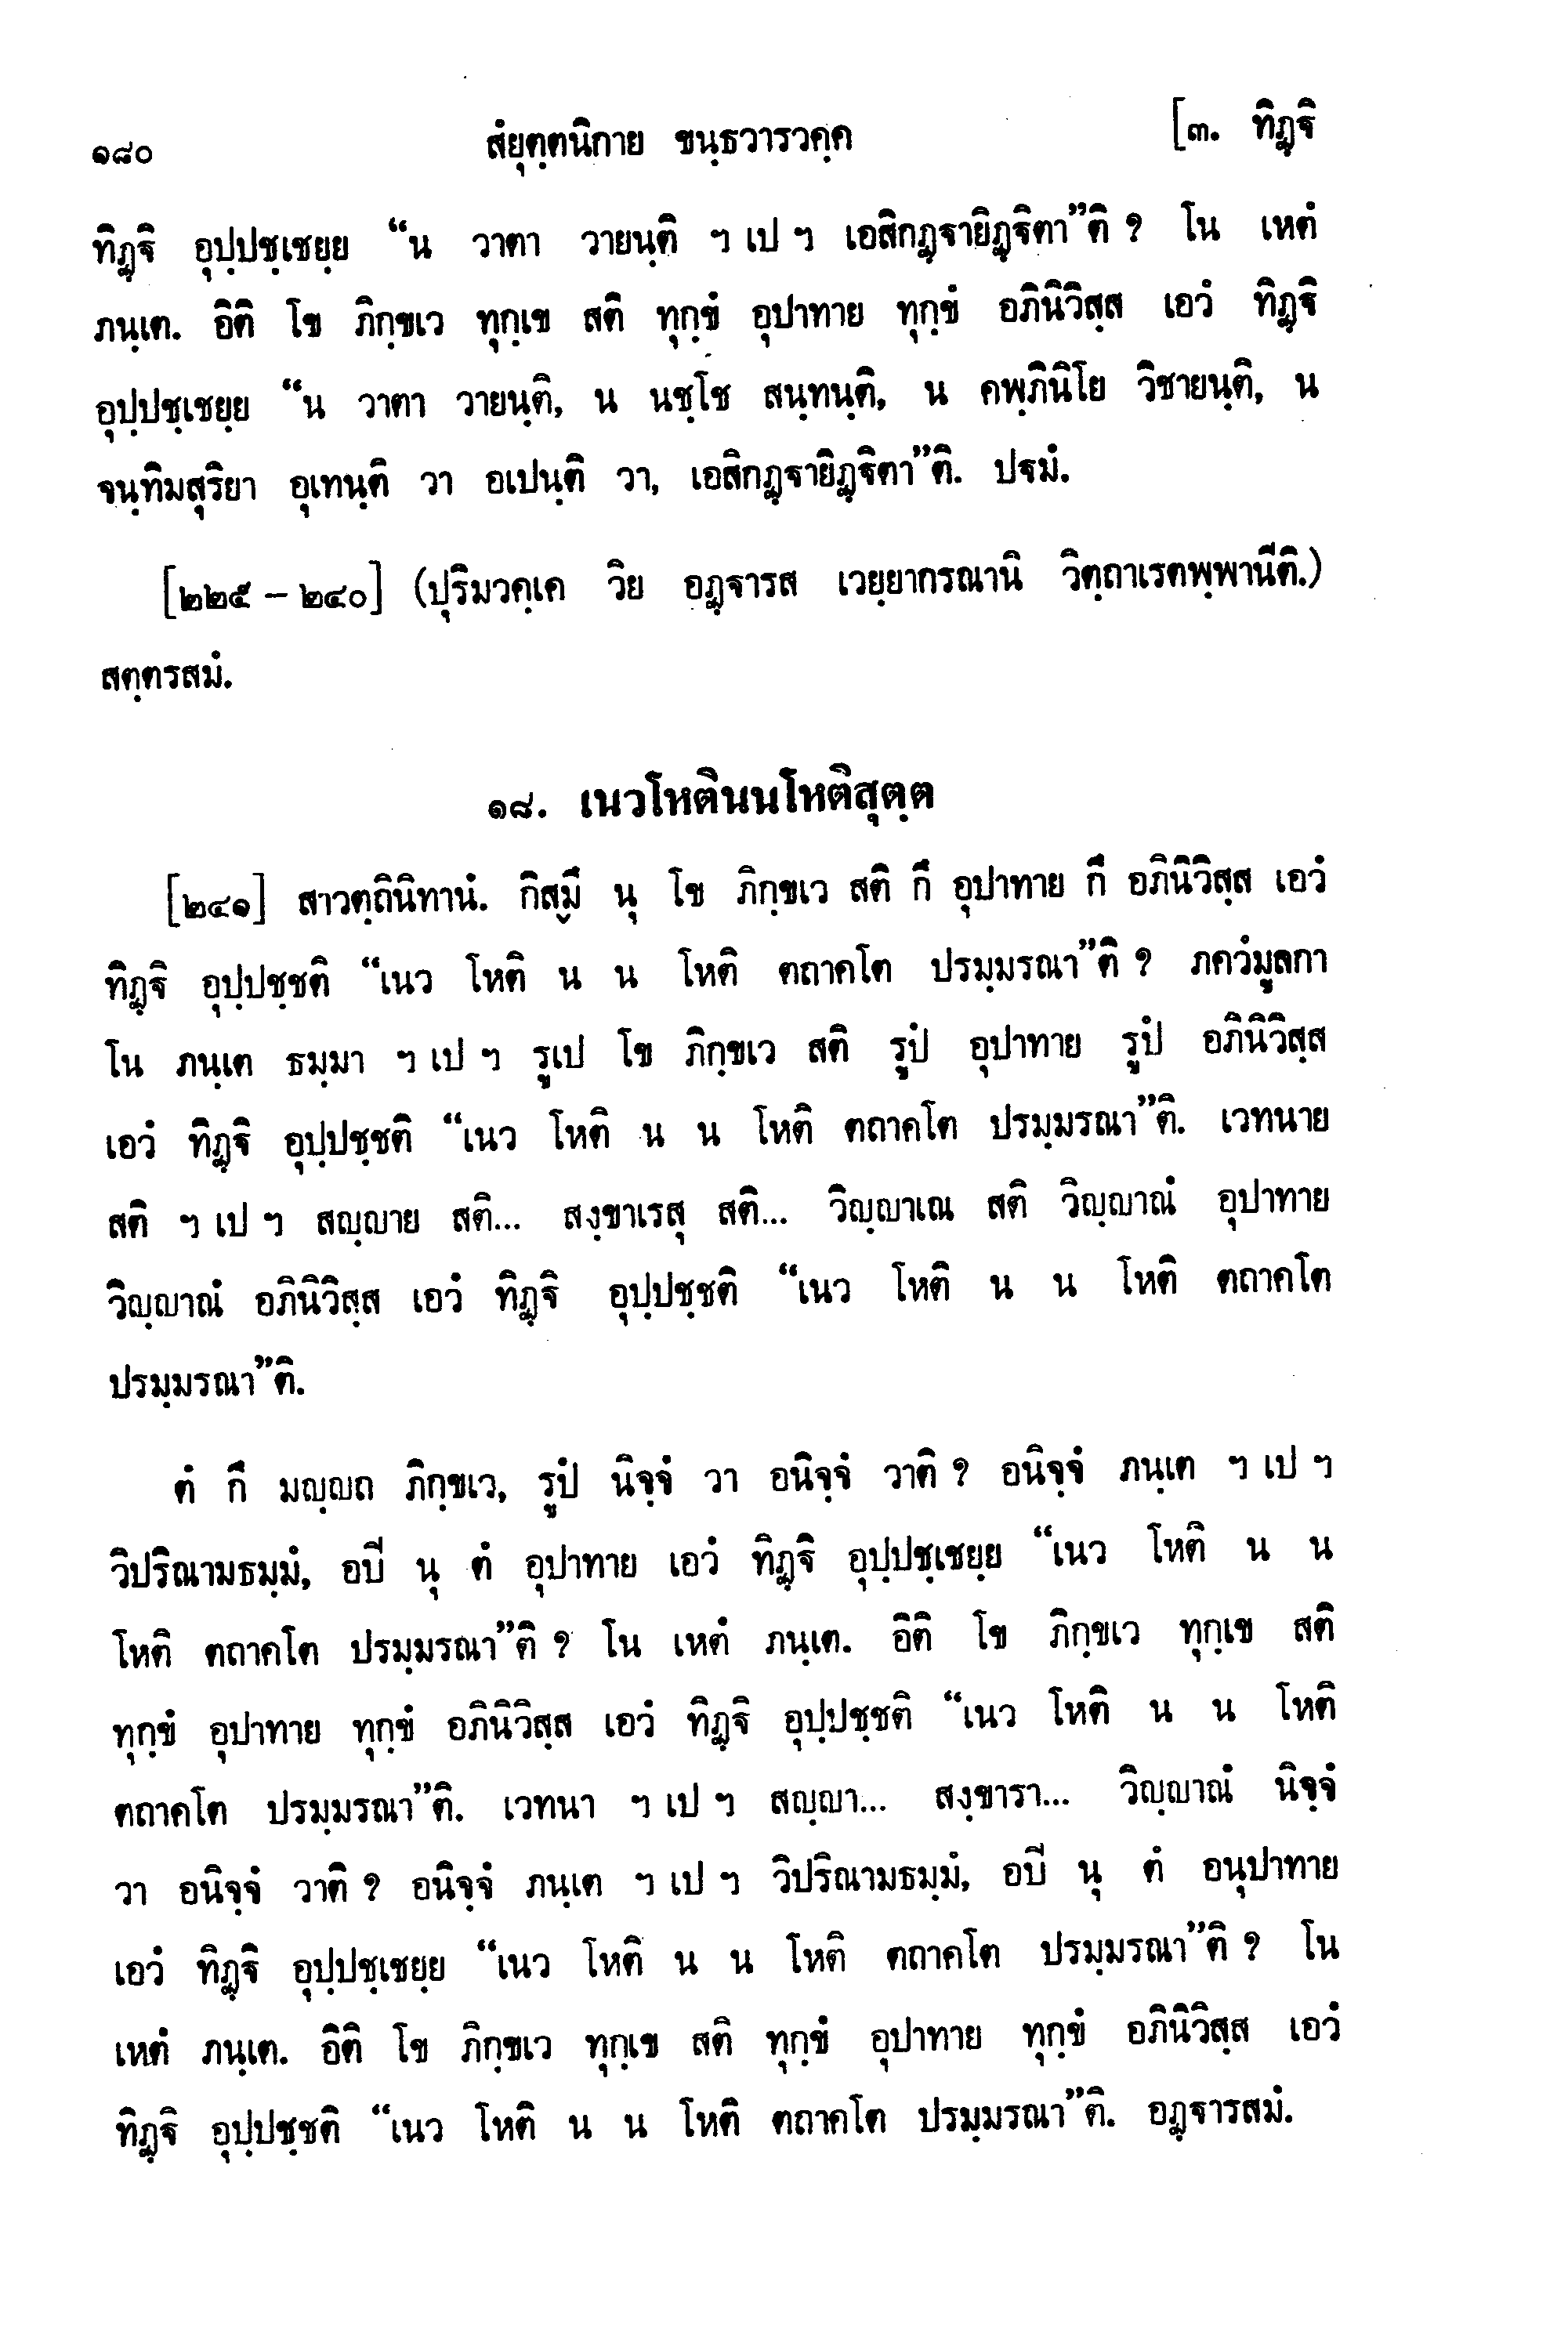 ๑๘๐ สํยุตฺตนิกาย ขนฺธวารวคฺค [๓. ทิฏฺฐิ
ทิฏฺฐิ อุปฺปชฺเชยฺย “น วาตา วายนฺติ ฯ เป ฯ เอสิกฏฺฐายิฏฺฐิตา”ติ ? โน เหตํ
ภนฺเต. อิติ โข ภิกฺขเว ทุกฺเข สติ ทุกฺขํ อุปาทาย ทุกฺขํ อภินิวิสฺส เอวํ ทิฏฺฐิ
อุปฺปชฺเชยฺย “น วาตา วายนฺติ, น นชฺโช สนฺทนฺติ, น คพฺภินิโย วิชายนฺติ, น
จนฺทิมสุริยา อุเทนฺติ วา อเปนฺติ วา, เอสิกฏฺฐายิฏฺฐิตา”ติ. ปฐมํ.
[๒๒๕ – ๒๔๐] (ปุริมวคฺเค วิย อฏฺฐารส เวยฺยากรณานิ วิตฺถาเรตพฺพานีติ.)
สตฺตรสมํ.
๑๘. เนวโหตินนโหติสุตฺต
[๒๔๑] สาวตฺถินิทานํ. กิสฺมึ นุ โข ภิกฺขเว สติ กึ อุปาทาย กึ อภินิวิสฺส เอวํ
ทิฏฺฐิ อุปฺปชฺชติ “เนว โหติ น น โหติ ตถาคโต ปรมฺมรณา”ติ ? ภควํมูลกา
โน ภนฺเต ธมฺมา ฯ เป ฯ รูเป โข ภิกฺขเว สติ รูปํ อุปาทาย รูปํ อภินิวิสฺส
เอวํ ทิฏฺฐิ อุปฺปชฺชติ “เนว โหติ น น โหติ ตถาคโต ปรมฺมรณา”ติ. เวทนาย
สติ ฯ เป ฯ สญฺญาย สติ... สงฺขาเรสุ สติ... วิญฺญาเณ สติ วิญฺญาณํ อุปาทาย
วิญฺญาณํ อภินิวิสฺส เอวํ ทิฏฺฐิ อุปฺปชฺชติ “เนว โหติ น น โหติ ตถาคโต
ปรมฺมรณา”ติ.
ตํ กึ มญฺญถ ภิกฺขเว, รูปํ นิจฺจํ วา อนิจฺจํ วาติ ? อนิจฺจํ ภนฺเต ฯ เป ฯ
วิปริณามธมฺมํ, อปิ นุ ตํ อุปาทาย เอวํ ทิฏฺฐิ อุปฺปชฺเชยฺย “เนว โหติ น น
โหติ ตถาคโต ปรมฺมรณา”ติ ? โน เหตํ ภนฺเต. อิติ โข ภิกฺขเว ทุกฺเข สติ
ทุกฺขํ อุปาทาย ทุกฺขํ อภินิวิสฺส เอวํ ทิฏฺฐิ อุปฺปชฺชติ “เนว โหติ น น โหติ
ตถาคโต ปรมฺมรณา”ติ. เวทนา ฯ เป ฯ สญฺญา... สงฺขารา... วิญฺญาณํ นิจฺจํ
วา อนิจฺจํ วาติ ? อนิจฺจํ ภนฺเต ฯ เป ฯ วิปริณามธมฺมํ, อปิ นุ ตํ อนุปาทาย
เอวํ ทิฏฺฐิ อุปฺปชฺเชยฺย “เนว โหติ น น โหติ ตถาคโต ปรมฺมรณา”ติ ? โน
เหตํ ภนฺเต. อิติ โข ภิกฺขเว ทุกฺเข สติ ทุกฺขํ อุปาทาย ทุกฺขํ อภินิวิสฺส เอวํ
ทิฏฺฐิ อุปฺปชฺชติ “เนว โหติ น น โหติ ตถาคโต ปรมฺมรณา”ติ. อฏฺฐารสมํ.